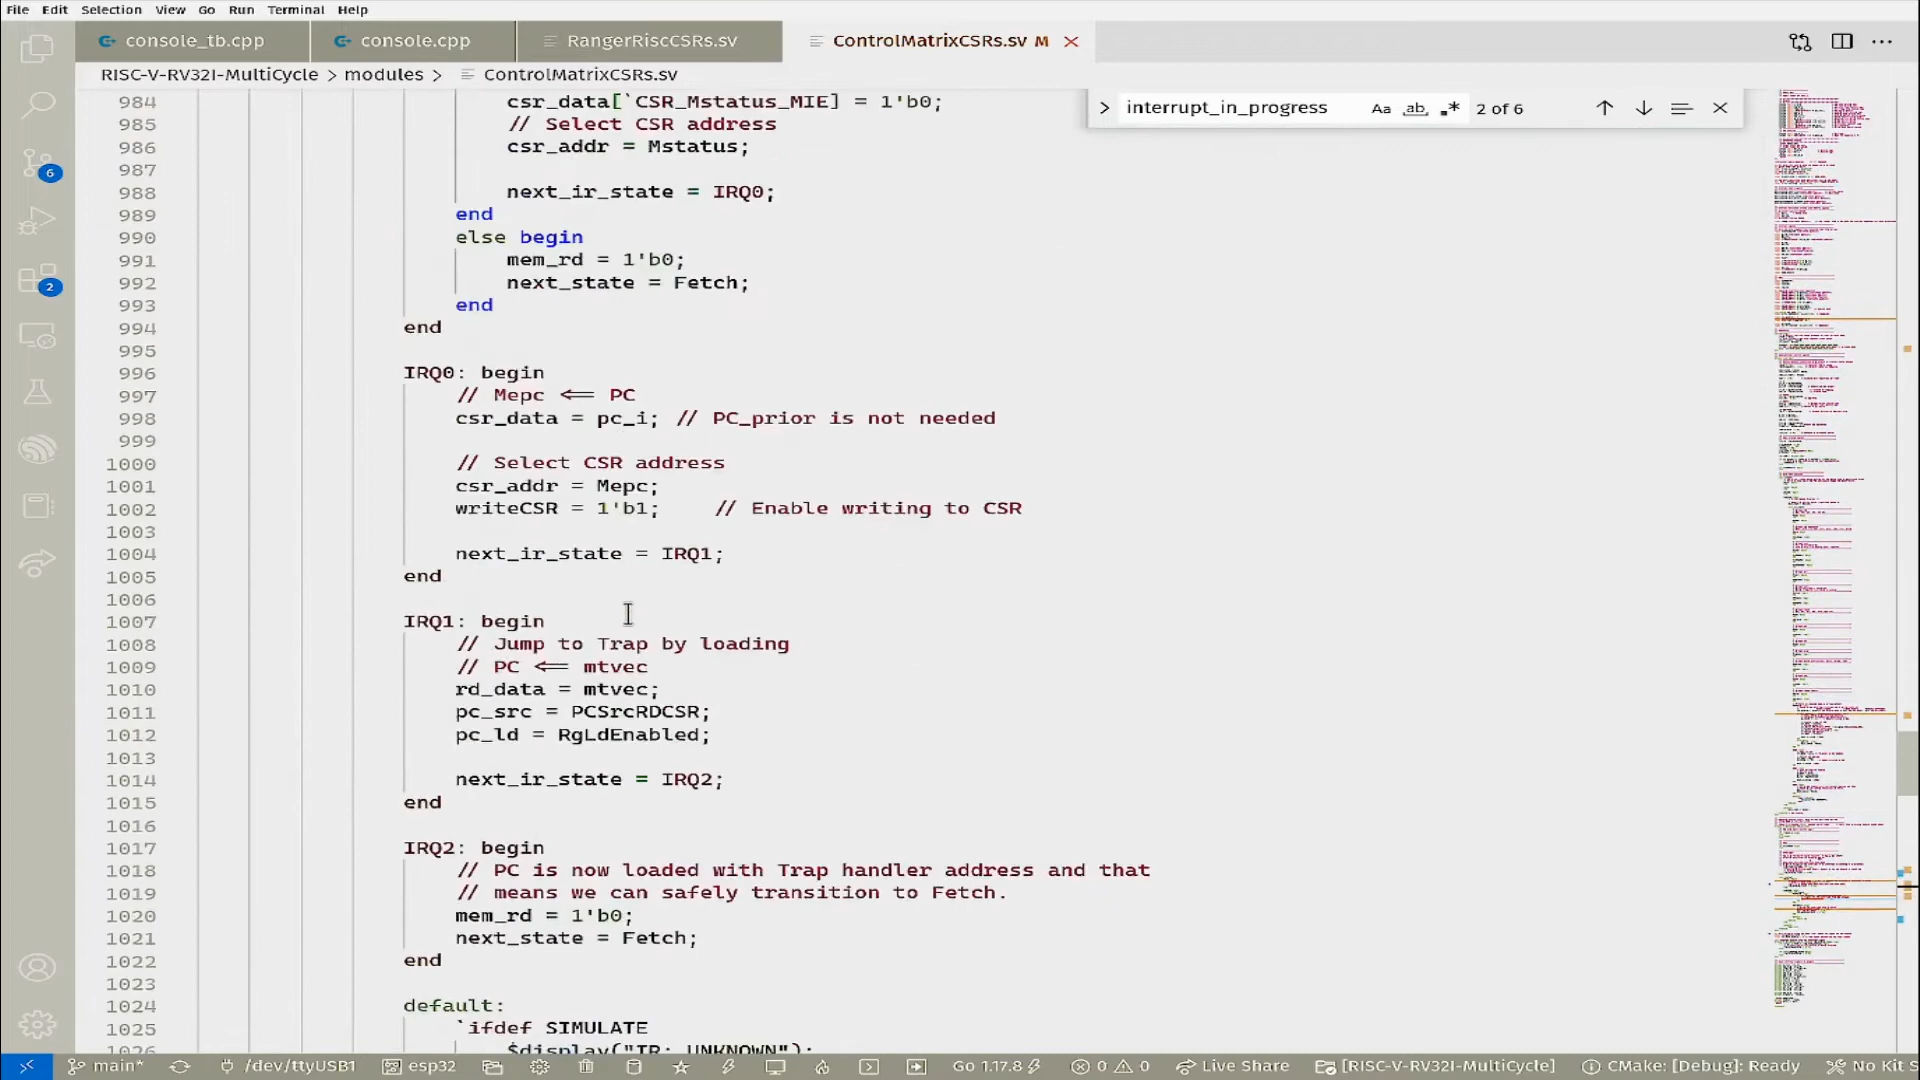 File Edit Selection View Go Run Terminal Help
console_tb.cpp console.cpp RangerRiscCSRs.sv ControlMatrixCSRs.sv M
RISC-V-RV32I-MultiCycle > modules > ControlMatrixCSRs.sv
interrupt_in_progress Aa ab .* 2 of 6
984 csr_data[`CSR_Mstatus_MIE] = 1'b0;
985 // Select CSR address
986 csr_addr = Mstatus;
987
988 next_ir_state = IRQ0;
989 end
990 else begin
991 mem_rd = 1'b0;
992 next_state = Fetch;
993 end
994 end
995
996 IRQ0: begin
997 // Mepc <== PC
998 csr_data = pc_i; // PC_prior is not needed
999
1000 // Select CSR address
1001 csr_addr = Mepc;
1002 writeCSR = 1'b1; // Enable writing to CSR
1003
1004 next_ir_state = IRQ1;
1005 end
1006
1007 IRQ1: begin
1008 // Jump to Trap by loading
1009 // PC <== mtvec
1010 rd_data = mtvec;
1011 pc_src = PCSrcRDCSR;
1012 pc_ld = RgLdEnabled;
1013
1014 next_ir_state = IRQ2;
1015 end
1016
1017 IRQ2: begin
1018 // PC is now loaded with Trap handler address and that
1019 // means we can safely transition to Fetch.
1020 mem_rd = 1'b0;
1021 next_state = Fetch;
1022 end
1023
1024 default:
1025 `ifdef SIMULATE
1026 $display("IR: UNKNOWN");
6
2
main* /dev/ttyUSB1 esp32 Go 1.17.8 0 0 Live Share [RISC-V-RV32I-MultiCycle] CMake: [Debug]: Ready No Kit S